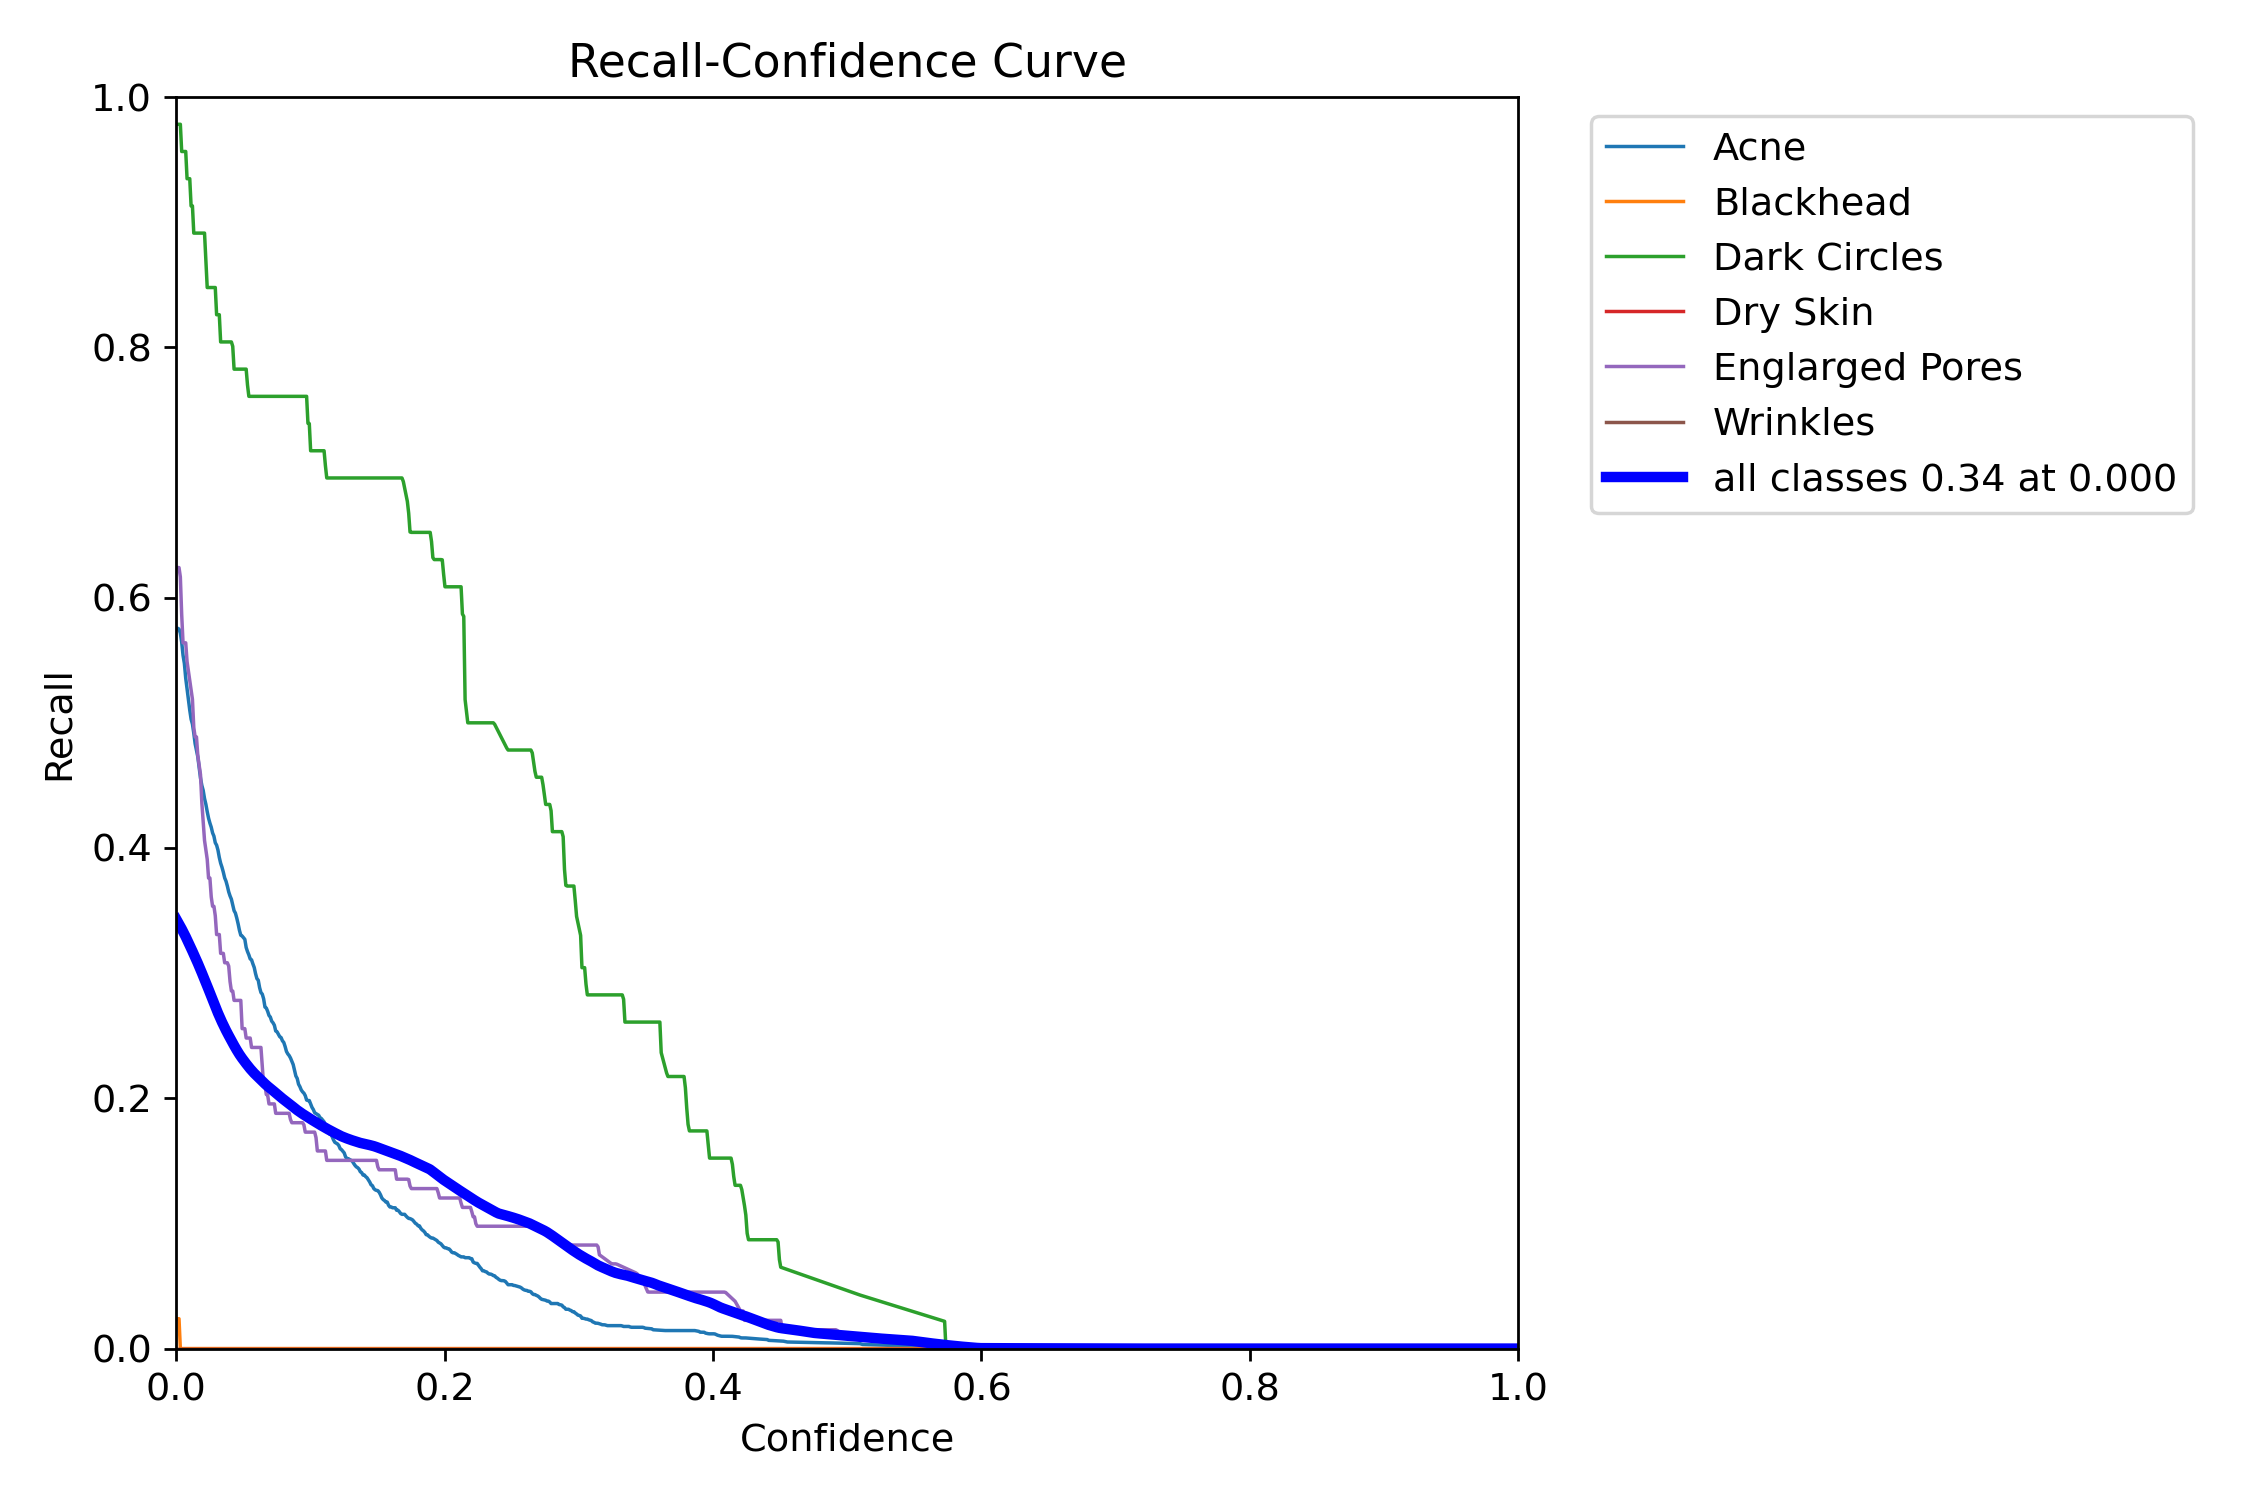 Recall-Confidence Curve
1.0
0.8
0.6
0.4
0.2
0.0
Recall
0.0 0.2 0.4 0.6 0.8 1.0
Confidence
Acne
Blackhead
Dark Circles
Dry Skin
Englarged Pores
Wrinkles
all classes 0.34 at 0.000